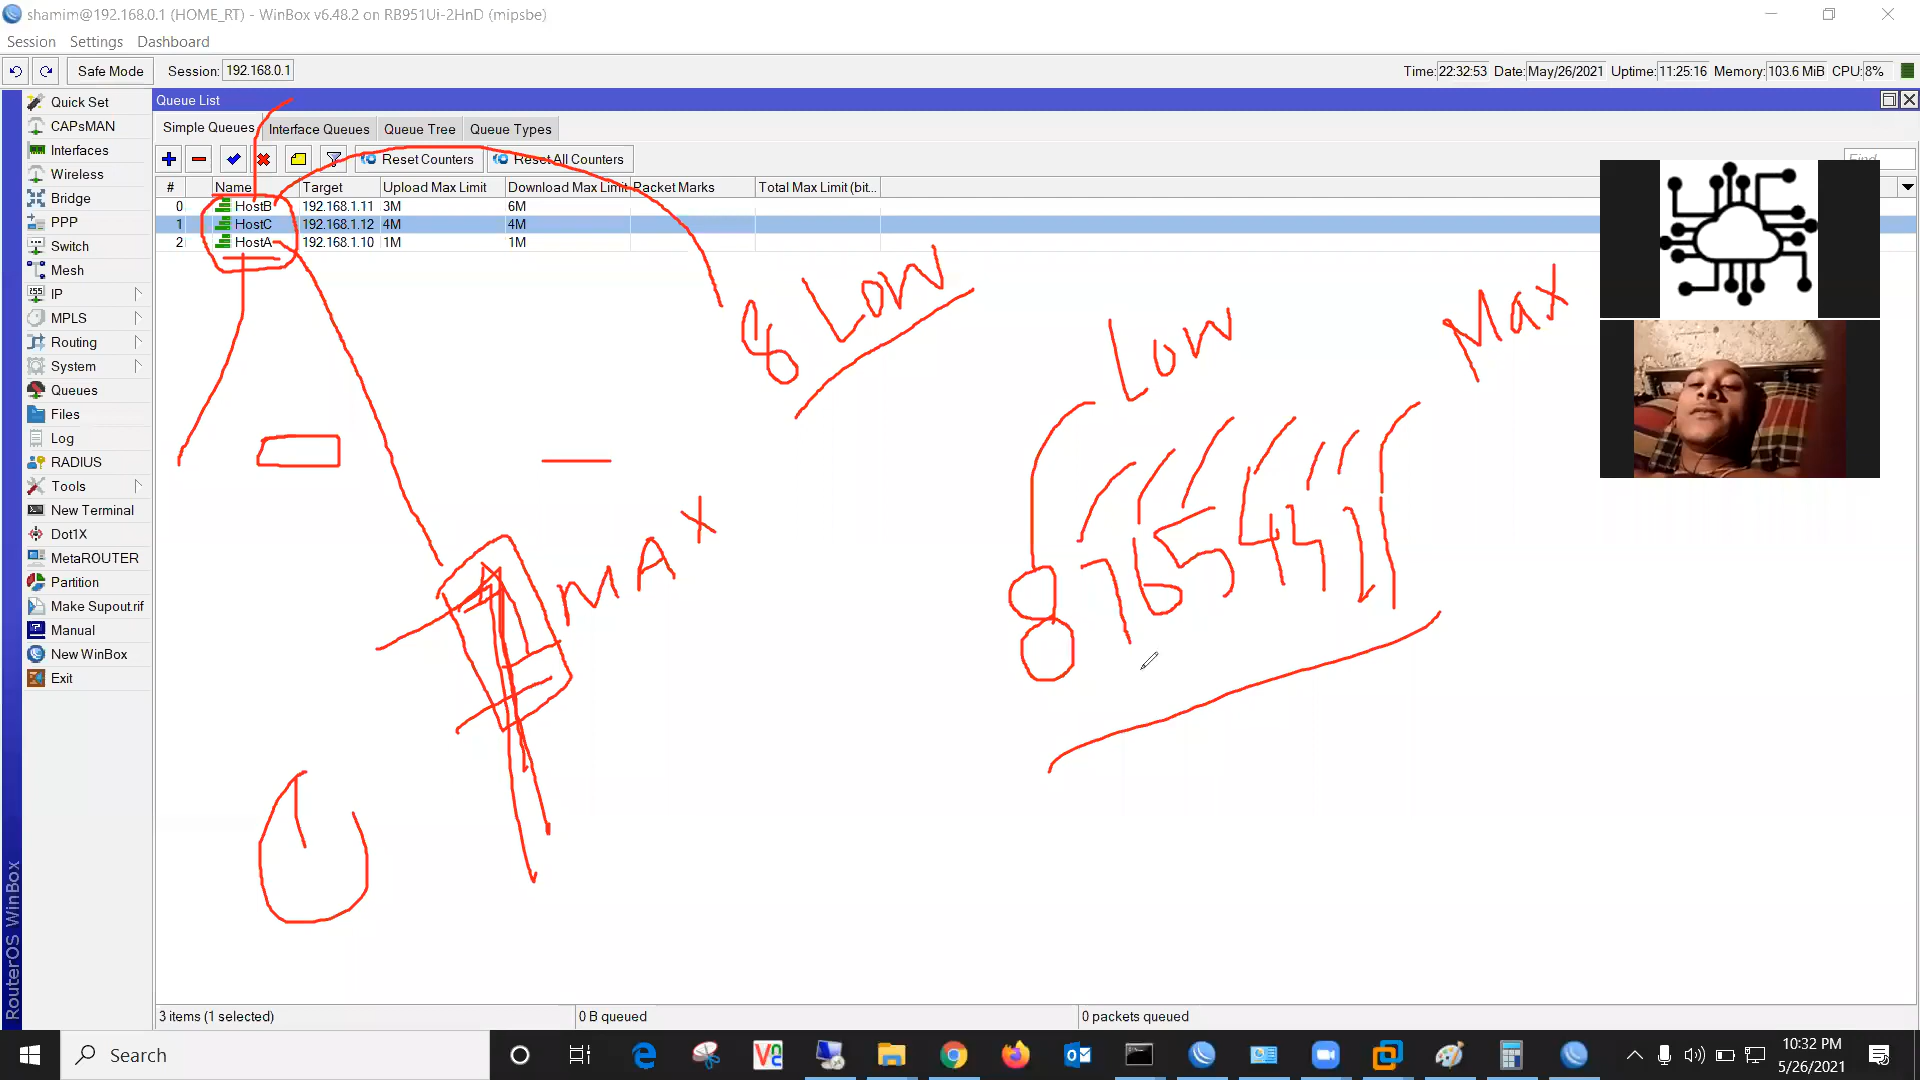 shamim@192.168.0.1 (HOME_RT) - WinBox v6.48.2 on RB951Ui-2HnD (mipsbe)
Session Settings Dashboard
Safe Mode Session: 192.168.0.1 Time: 22:32:53 Date: May/26/2021 Uptime: 11:25:16 Memory: 103.6 MiB CPU: 8%
Quick Set
CAPsMAN
Interfaces
Wireless
Bridge
PPP
Switch
Mesh
IP
MPLS
Routing
System
Queues
Files
Log
RADIUS
Tools
New Terminal
Dot1X
MetaROUTER
Partition
Make Supout.rif
Manual
New WinBox
Exit
RouterOS WinBox
Queue List
Simple Queues Interface Queues Queue Tree Queue Types
Reset Counters Reset All Counters Find
# Name Target Upload Max Limit Download Max Limit Packet Marks Total Max Limit (bit...
0 HostB 192.168.1.11 3M 6M
1 HostC 192.168.1.12 4M 4M
2 HostA 192.168.1.10 1M 1M
8 Low
Low
Max
MAX
8 7 6 5 4
3 items (1 selected) 0 B queued 0 packets queued
Search
10:32 PM
5/26/2021